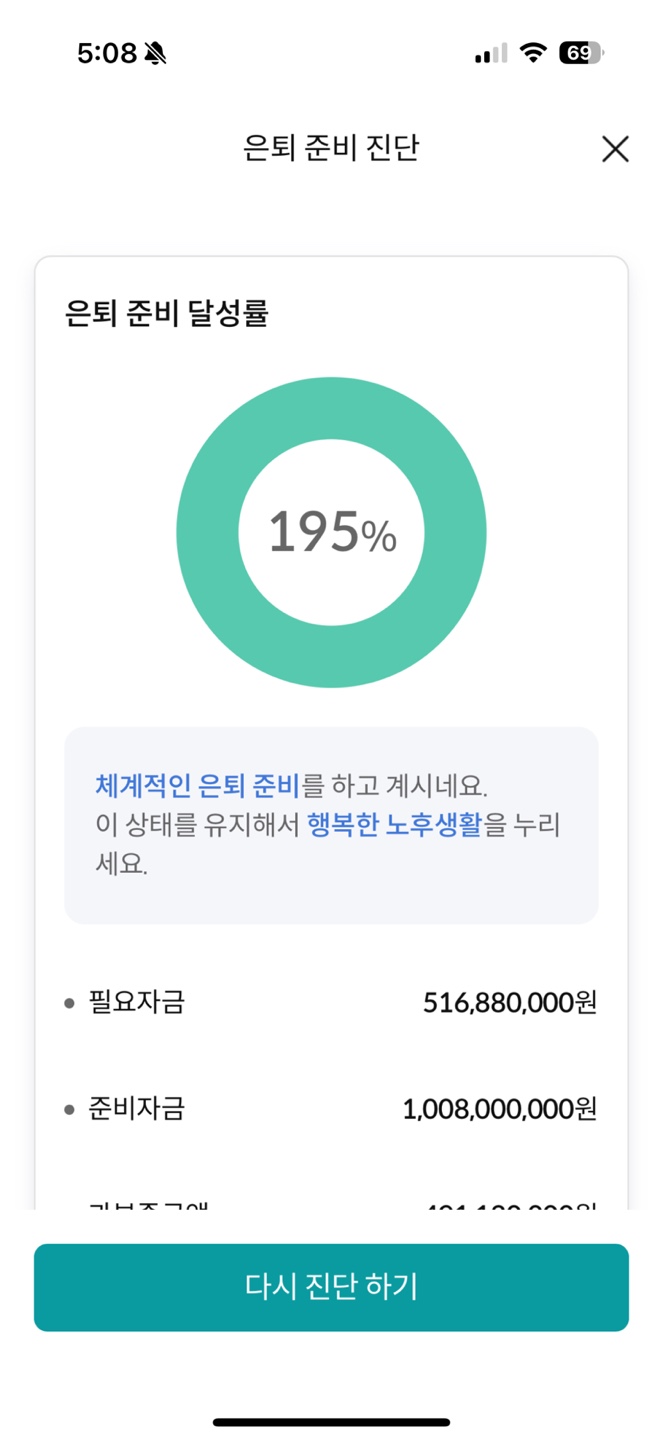 5:08
69
은퇴 준비 진단
은퇴 준비 달성률
195%
체계적인 은퇴 준비를 하고 계시네요.
이 상태를 유지해서 행복한 노후생활을 누리
세요.
필요자금 516,880,000원
준비자금 1,008,000,000원
다시 진단 하기